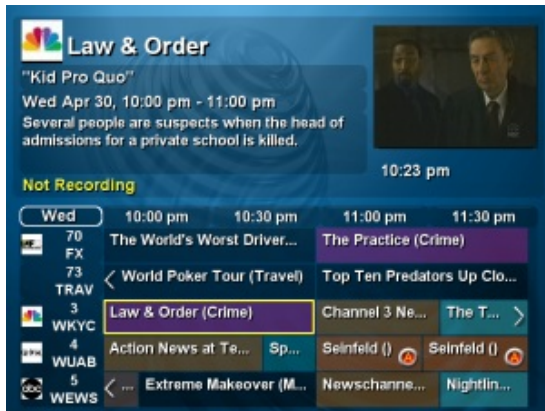 Law & Order
"Kid Pro Quo"
Wed Apr 30, 10:00 pm - 11:00 pm
Several people are suspects when the head of
admissions for a private school is killed.
10:23 pm
Not Recording
Wed 10:00 pm 10:30 pm 11:00 pm 11:30 pm
70 FX The World's Worst Driver... The Practice (Crime)
73 TRAV World Poker Tour (Travel) Top Ten Predators Up Clo...
3 WKYC Law & Order (Crime) Channel 3 Ne... The T...
4 WUAB Action News at Te... Sp... Seinfeld () Seinfeld ()
abc 5 WEWS ... Extreme Makeover (M... Newschanne... Nightlin...